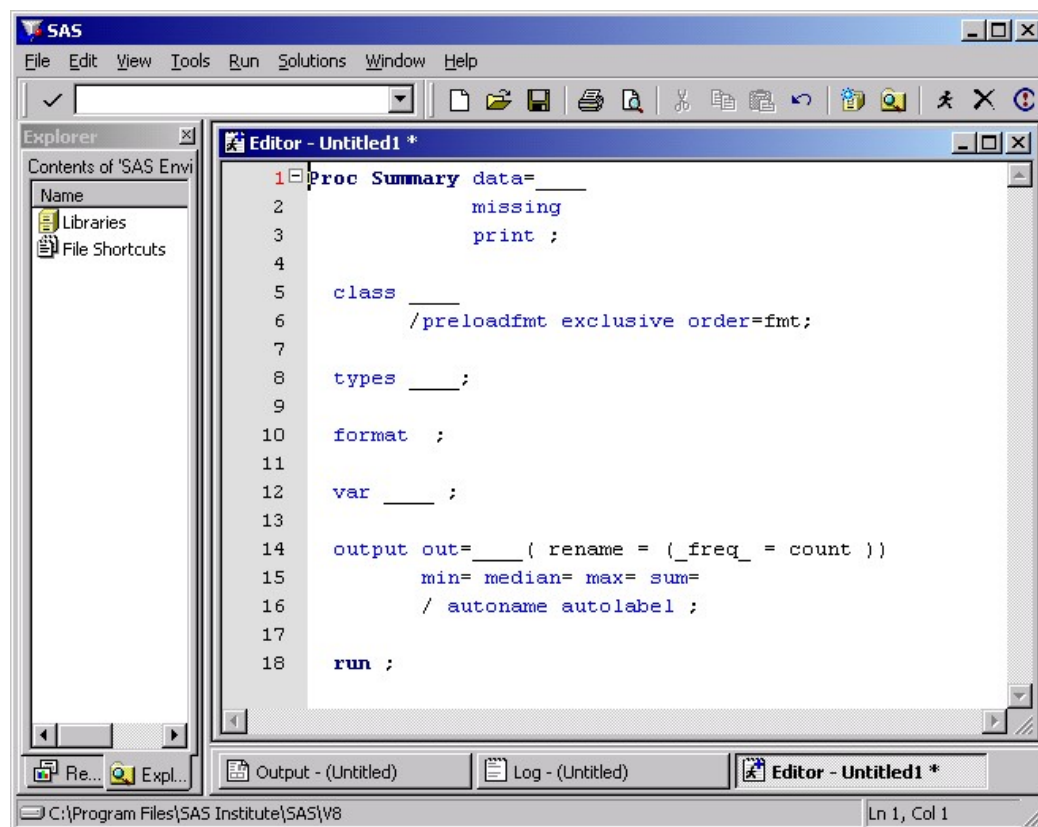 SAS
File Edit View Tools Run Solutions Window Help
Explorer
Contents of 'SAS Envi
Name
Libraries
File Shortcuts
Editor - Untitled1 *
1 Proc Summary data=____
2 missing
3 print ;
4
5 class ____
6 /preloadfmt exclusive order=fmt;
7
8 types ____;
9
10 format ;
11
12 var ____ ;
13
14 output out=____( rename = (_freq_ = count ))
15 min= median= max= sum=
16 / autoname autolabel ;
17
18 run ;
Re... Expl...
Output - (Untitled) Log - (Untitled) Editor - Untitled1 *
C:\Program Files\SAS Institute\SAS\V8 Ln 1, Col 1